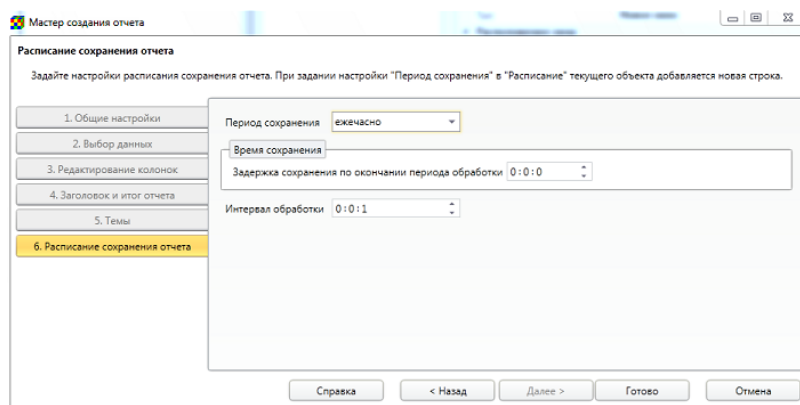 Мастер создания отчета
Расписание сохранения отчета
Задайте настройки расписания сохранения отчета. При задании настройки "Период сохранения" в "Расписание" текущего объекта добавляется новая строка.
1. Общие настройки
2. Выбор данных
3. Редактирование колонок
4. Заголовок и итог отчета
5. Темы
6. Расписание сохранения отчета
Период сохранения ежечасно
Время сохранения
Задержка сохранения по окончании периода обработки 0:0:0
Интервал обработки 0:0:1
Справка < Назад Далее > Готово Отмена